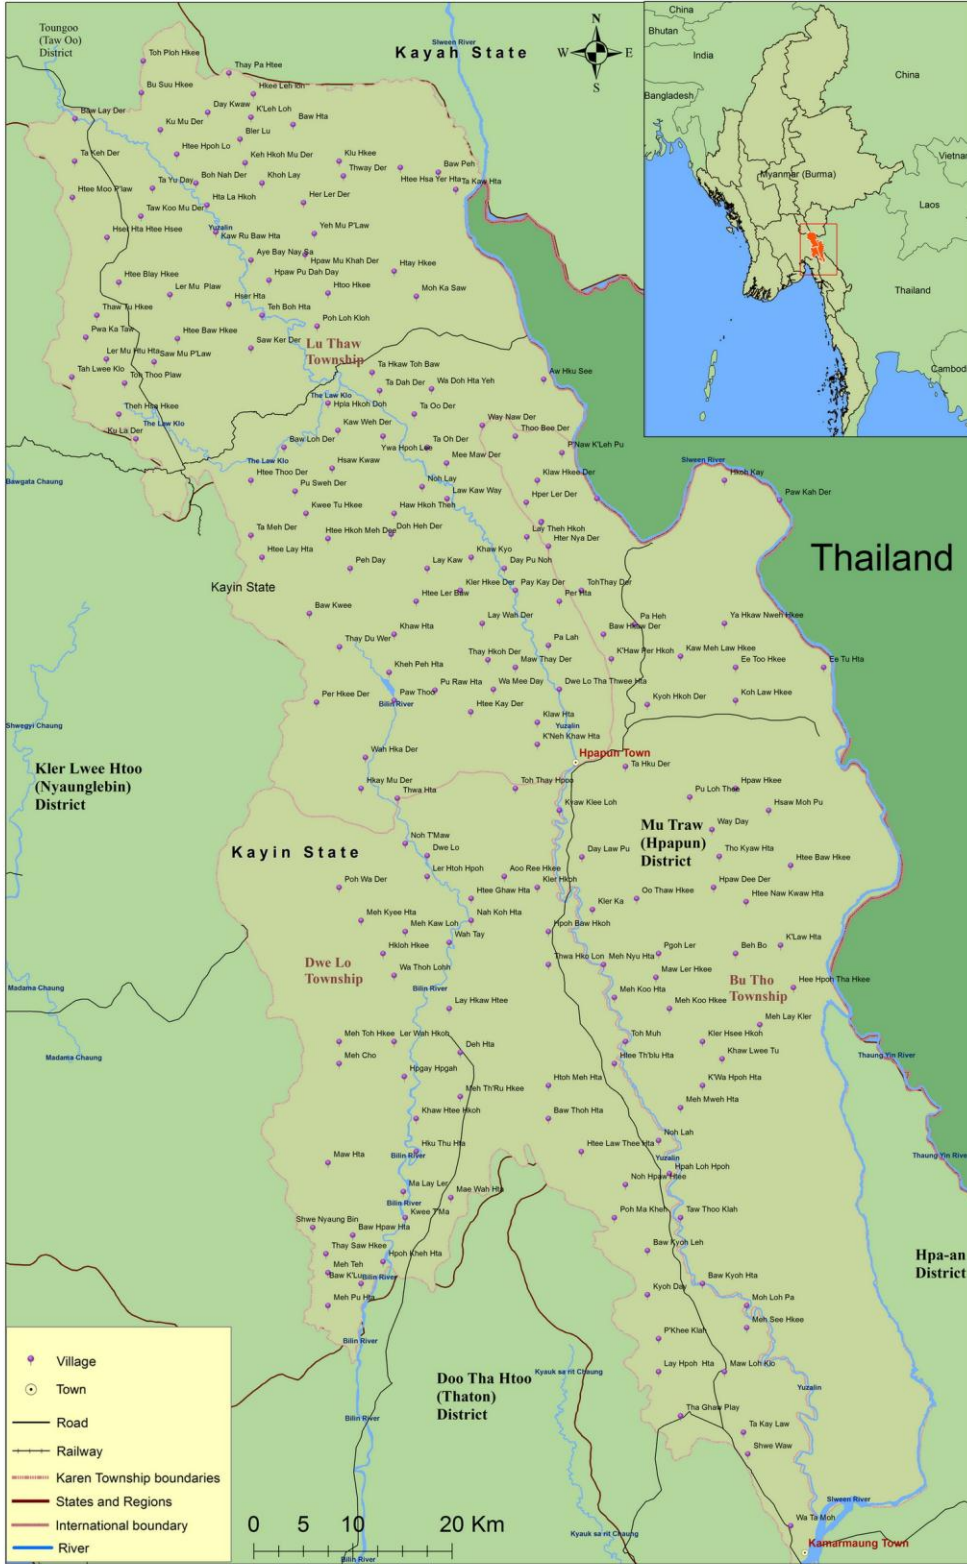 Toungoo
(Taw Oo)
District
Slween River
Kayah State
N
W
E
S
China
Bhutan
India
China
Bangladesh
Vietnam
Myanmar (Burma)
Laos
Thailand
Toh Ploh Hkee
Thay Pa Htee
Bu Suu Hkee
Hkee Leh loh
Baw Lay Der
Day Kwaw
K'Leh Loh
Ku Mu Der
Baw Hta
Bler Lu
Htee Hpoh Lo
Ta Keh Der
Keh Hkoh Mu Der
Klu Hkee
Baw Peh
Thway Der
Htee Hsa Yer Hta
Ta Kaw Hta
Boh Nah Der
Khoh Lay
Ta Yu Day
Htee Moo P'law
Hta La Hkoh
Her Ler Der
Taw Koo Mu Der
Yuzalin
Kaw Ru Baw Hta
Yeh Mu P'Law
Hser Hta Htee Hsee
Aye Bay Nay Sa
Hpaw Mu Khah Der
Htee Blay Hkee
Hpaw Pu Dah Day
Htay Hkee
Ler Mu Plaw
Hser Hta
Htoo Hkee
Moh Ka Saw
Thaw Tu Hkee
Teh Boh Hta
Poh Loh Kloh
Pwa Ka Taw
Htee Baw Hkee
Lu Thaw
Township
Saw Ker Der
Ler Mu Htu Hta
Saw Mu P'Law
Tah Lwee Klo
Toh Thoo Plaw
Ta Hkaw Toh Baw
Aw Hku See
Ta Dah Der
Wa Doh Hta Yeh
The Law Klo
Hpla Hkoh Doh
Theh Hsa Hkee
The Law Klo
Ta Oo Der
Way Naw Der
Ku La Der
Kaw Weh Der
Thoo Bee Der
Baw Loh Der
Ta Oh Der
P'Naw K'Leh Pu
The Law Klo
Hsaw Kwaw
Mee Maw Der
Slween River
Bawgata Chaung
Htee Thoo Der
Noh Lay
Klaw Hkee Der
Hkoh Kay
Pu Sweh Der
Law Kaw Way
Hper Ler Der
Paw Kah Der
Kwee Tu Hkee
Haw Hkoh Theh
Ta Meh Der
Htee Hkoh Meh Der
Doh Heh Der
Lay Theh Hkoh
Hter Nya Der
Htee Lay Hta
Khaw Kyo
Thailand
Peh Day
Lay Kaw
Day Pu Noh
Kayin State
Kler Hkee Der
Pay Kay Der
TohThay Der
Htee Ler Baw
Per Hta
Baw Kwee
Lay Wah Der
Pa Heh
Ya Hkaw Nweh Hkee
Khaw Hta
Baw Hkaw Der
Thay Du Wer
Pa Lah
K'Haw Per Hkoh
Kaw Meh Law Hkee
Thay Hkoh Der
Maw Thay Der
Ee Too Hkee
Ee Tu Hta
Kheh Peh Hta
Pu Raw Hta
Wa Mee Day
Dwe Lo Tha Thwee Hta
Per Hkee Der
Paw Thoo
Kyoh Hkoh Der
Koh Law Hkee
Bilin River
Htee Kay Der
Klaw Hta
Yuzalin
Shwegyi Chaung
K'Neh Khaw Hta
Wah Hka Der
Hpapun Town
Kler Lwee Htoo
(Nyaunglebin)
District
Ta Hku Der
Hkay Mu Der
Toh Thay Hpoo
Hpaw Hkee
Thwa Hta
Pu Loh Thee
Kyaw Klee Loh
Hsaw Moh Pu
Mu Traw
(Hpapun)
District
Way Day
Noh T'Maw
Kayin State
Dwe Lo
Day Law Pu
Tho Kyaw Hta
Ler Htoh Hpoh
Aoo Ree Hkee
Htee Baw Hkee
Poh Wa Der
Kler Hkoh
Hpaw Dee Der
Htee Ghaw Hta
Oo Thaw Hkee
Htee Naw Kwaw Hta
Kler Ka
Meh Kyee Hta
Nah Koh Hta
Meh Kaw Loh
Hpoh Baw Hkoh
Wah Tay
K'Law Hta
Hkloh Hkee
Pgoh Ler
Beh Bo
Dwe Lo
Township
Wa Thoh Lohh
Thwa Hko Lon
Meh Nyu Hta
Maw Ler Hkee
Bu Tho
Township
Bilin River
Hee Hpoh Tha Hkee
Madama Chaung
Meh Koo Hta
Lay Hkaw Htee
Meh Koo Hkee
Meh Lay Kler
Meh Toh Hkee
Ler Wah Hkoh
Toh Muh
Kler Hsee Hkoh
Deh Hta
Madama Chaung
Meh Cho
Htee Th'blu Hta
Khaw Lwee Tu
Thaung Yin River
Hpgay Hpgah
Htoh Meh Hta
K'Wa Hpoh Hta
Meh Th'Ru Hkee
Meh Mweh Hta
Khaw Htee Hkoh
Baw Thoh Hta
Hku Thu Hta
Htee Law Thee Hta
Noh Lah
Bilin River
Maw Hta
Yuzalin
Thaung Yin River
Hpah Loh Hpoh
Ma Lay Ler
Noh Hpaw Htee
Mae Wah Hta
Bilin River
Kwee T'Ma
Poh Ma Kheh
Taw Thoo Klah
Shwe Nyaung Bin
Baw Hpaw Hta
Thay Saw Hkee
Hpoh Kheh Hta
Baw Kyoh Leh
Hpa-an
District
Meh Teh
Baw K'Lu
Bilin River
Baw Kyoh Hta
Meh Pu Hta
Kyoh Day
Moh Loh Pa
Meh See Hkee
Bilin River
P'Khee Klah
Doo Tha Htoo
(Thaton)
District
Kyauk sa rit Chaung
Lay Hpoh Hta
Maw Loh Klo
Yuzalin
Bilin River
Tha Ghaw Play
Ta Kay Law
Shwe Waw
Slween River
Wa Ta Moh
Kyauk sa rit Chaung
Kamarmaung Town
Bilin River
Village
Town
Road
Railway
Karen Township boundaries
States and Regions
International boundary
River
0 5 10 20 Km